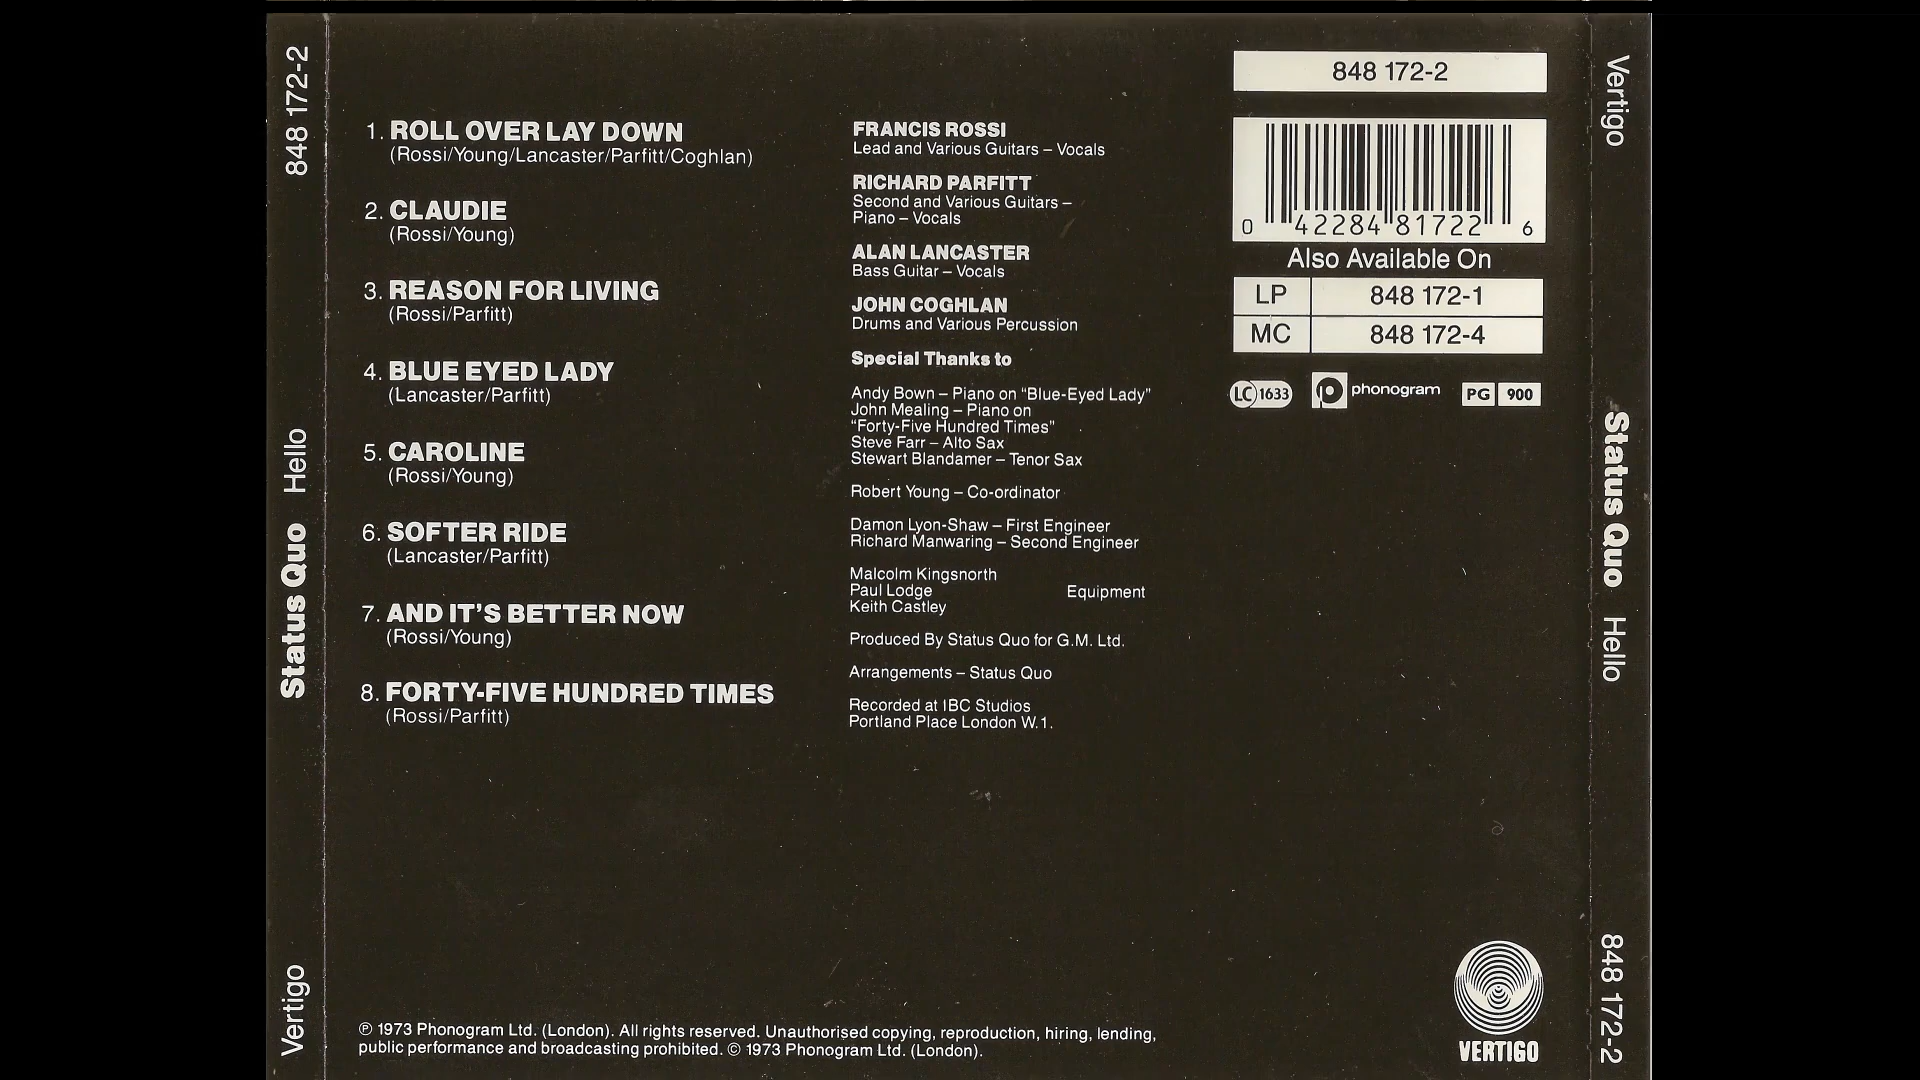 848 172-2
Status Quo Hello
Vertigo
1. ROLL OVER LAY DOWN
(Rossi/Young/Lancaster/Parfitt/Coghlan)
2. CLAUDIE
(Rossi/Young)
3. REASON FOR LIVING
(Rossi/Parfitt)
4. BLUE EYED LADY
(Lancaster/Parfitt)
5. CAROLINE
(Rossi/Young)
6. SOFTER RIDE
(Lancaster/Parfitt)
7. AND IT'S BETTER NOW
(Rossi/Young)
8. FORTY-FIVE HUNDRED TIMES
(Rossi/Parfitt)
FRANCIS ROSSI
Lead and Various Guitars – Vocals
RICHARD PARFITT
Second and Various Guitars –
Piano – Vocals
ALAN LANCASTER
Bass Guitar – Vocals
JOHN COGHLAN
Drums and Various Percussion
Special Thanks to
Andy Bown – Piano on “Blue-Eyed Lady”
John Mealing – Piano on
“Forty-Five Hundred Times”
Steve Farr – Alto Sax
Stewart Blandamer – Tenor Sax
Robert Young – Co-ordinator
Damon Lyon-Shaw – First Engineer
Richard Manwaring – Second Engineer
Malcolm Kingsnorth
Paul Lodge Equipment
Keith Castley
Produced By Status Quo for G.M. Ltd.
Arrangements – Status Quo
Recorded at IBC Studios
Portland Place London W.1.
848 172-2
0 42284 81722 6
Also Available On
LP 848 172-1
MC 848 172-4
LC 1633 phonogram PG 900
℗ 1973 Phonogram Ltd. (London). All rights reserved. Unauthorised copying, reproduction, hiring, lending,
public performance and broadcasting prohibited. © 1973 Phonogram Ltd. (London).
VERTIGO
Vertigo
Status Quo Hello
848 172-2